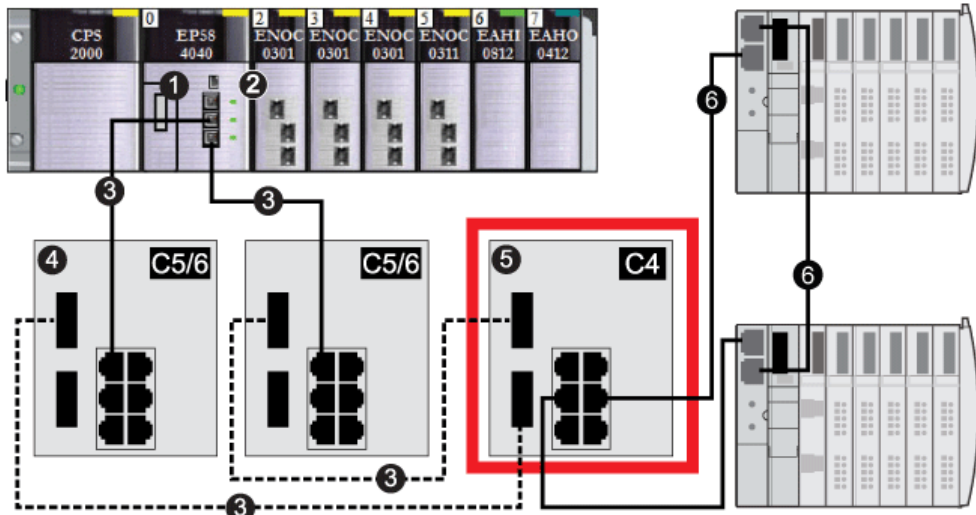 0 2 3 4 5 6 7
CPS EP58 ENOC ENOC ENOC ENOC EAHI EAHO
2000 4040 0301 0301 0301 0311 0812 0412
1 2
6
3 3
4 C5/6 C5/6 5 C4
6
3
3